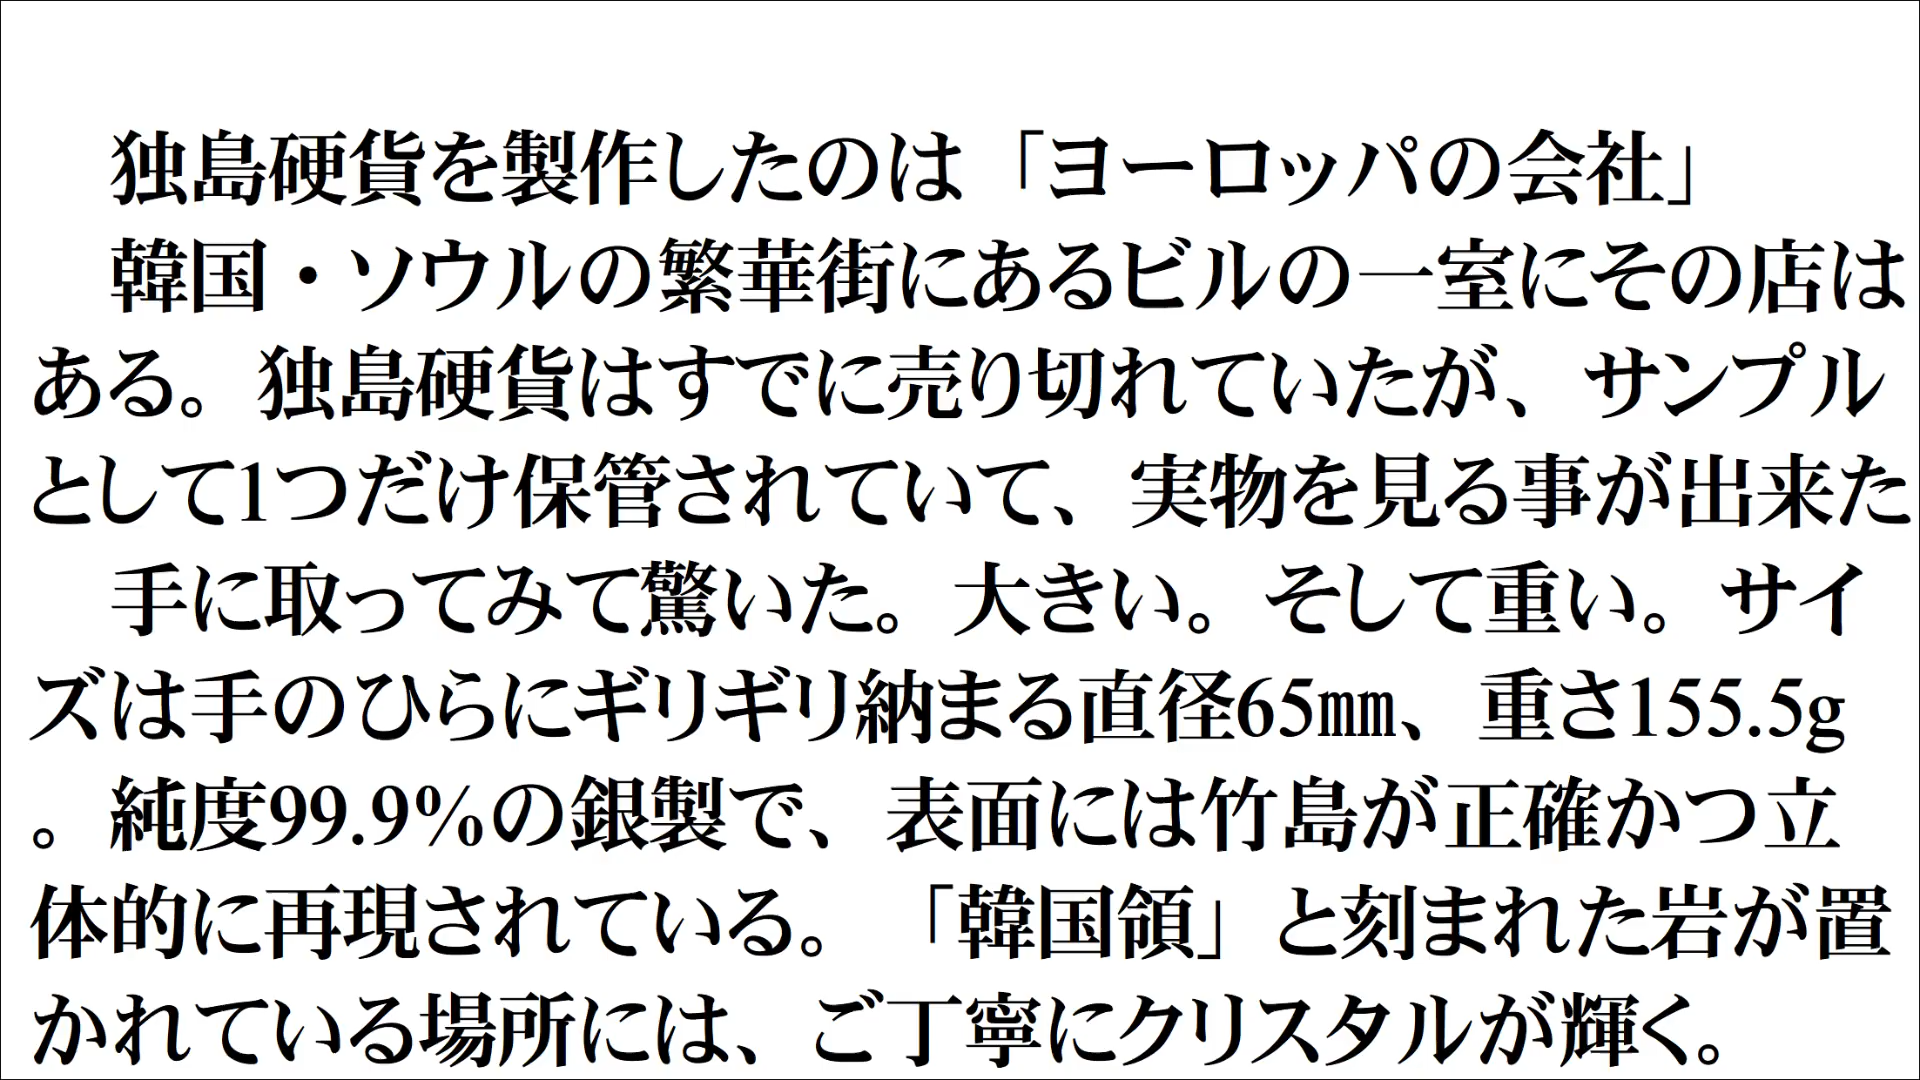 独島硬貨を製作したのは「ヨーロッパの会社」
韓国・ソウルの繁華街にあるビルの一室にその店は
ある。独島硬貨はすでに売り切れていたが、サンプル
として1つだけ保管されていて、実物を見る事が出来た
手に取ってみて驚いた。大きい。そして重い。サイ
ズは手のひらにギリギリ納まる直径65㎜、重さ155.5g
。純度99.9%の銀製で、表面には竹島が正確かつ立
体的に再現されている。「韓国領」と刻まれた岩が置
かれている場所には、ご丁寧にクリスタルが輝く。